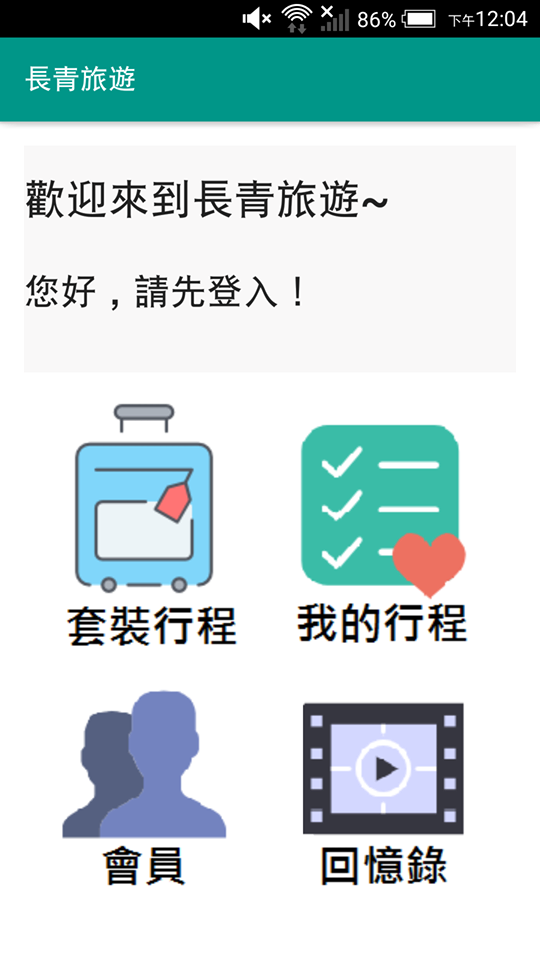 86% 下午12:04
長青旅遊
歡迎來到長青旅遊~
您好，請先登入！
套裝行程
我的行程
會員
回憶錄